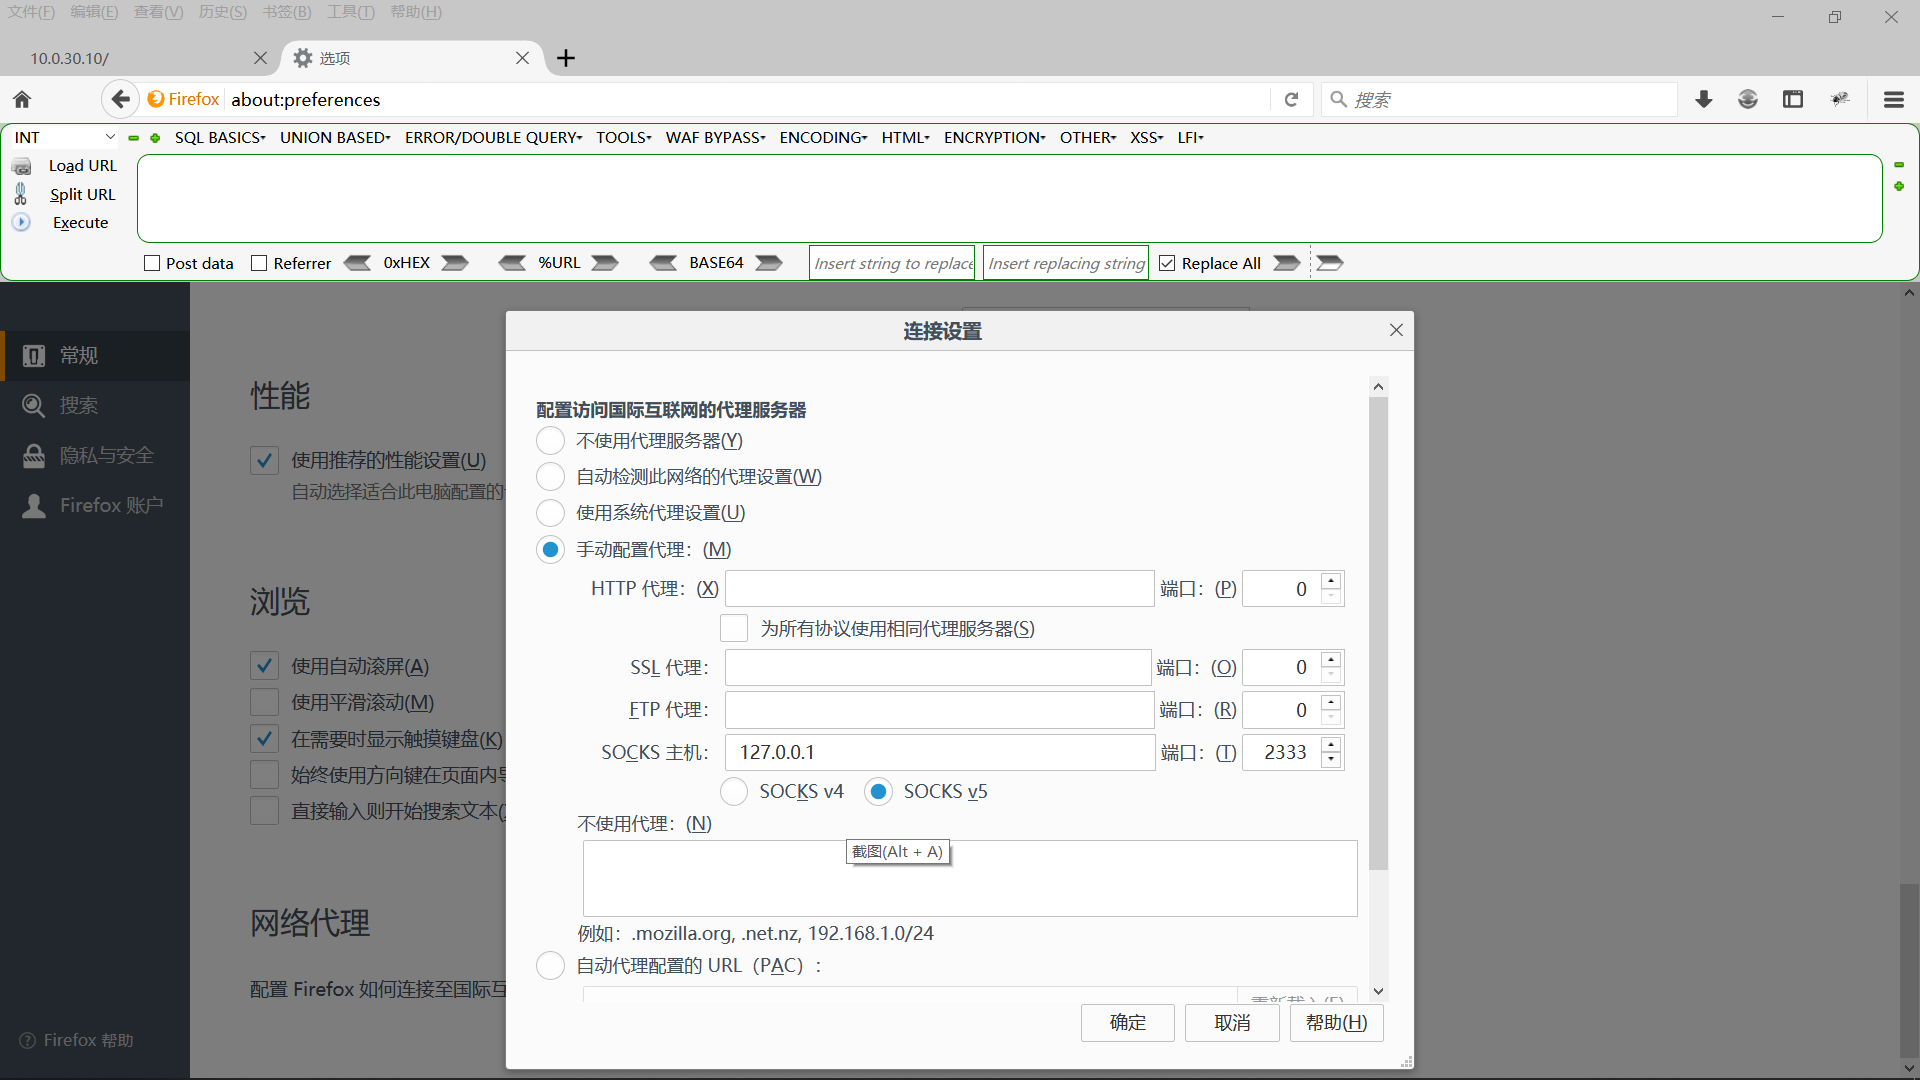 文件(F) 编辑(E) 查看(V) 历史(S) 书签(B) 工具(T) 帮助(H)
10.0.30.10/
选项
Firefox about:preferences
搜索
INT SQL BASICS UNION BASED ERROR/DOUBLE QUERY TOOLS WAF BYPASS ENCODING HTML ENCRYPTION OTHER XSS LFI
Load URL
Split URL
Execute
Post data Referrer 0xHEX %URL BASE64 Insert string to replace Insert replacing string Replace All
常规
搜索
隐私与安全
Firefox 账户
Firefox 帮助
性能
使用推荐的性能设置(U)
自动选择适合此电脑配置的
浏览
使用自动滚屏(A)
使用平滑滚动(M)
在需要时显示触摸键盘(K)
始终使用方向键在页面内
直接输入则开始搜索文本(
网络代理
配置 Firefox 如何连接至国际互
连接设置
配置访问国际互联网的代理服务器
不使用代理服务器(Y)
自动检测此网络的代理设置(W)
使用系统代理设置(U)
手动配置代理：(M)
HTTP 代理：(X) 端口：(P) 0
为所有协议使用相同代理服务器(S)
SSL 代理： 端口：(O) 0
FTP 代理： 端口：(R) 0
SOCKS 主机： 127.0.0.1 端口：(T) 2333
SOCKS v4 SOCKS v5
不使用代理：(N)
截图(Alt + A)
例如：.mozilla.org, .net.nz, 192.168.1.0/24
自动代理配置的 URL（PAC）：
确定 取消 帮助(H)